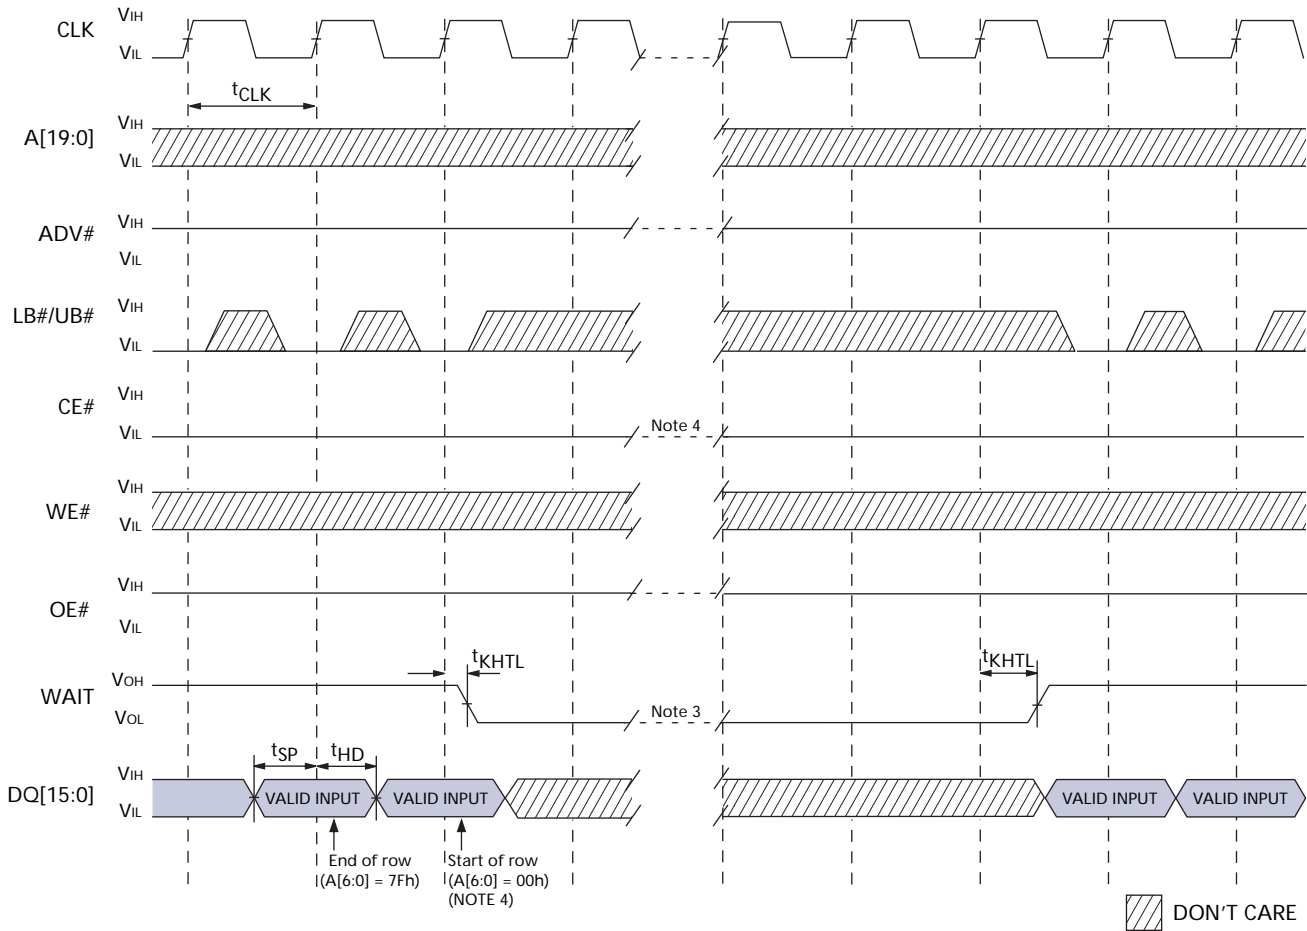 CLK
VIH
VIL
tCLK
A[19:0]
VIH
VIL
ADV#
VIH
VIL
LB#/UB#
VIH
VIL
CE#
VIH
VIL
Note 4
WE#
VIH
VIL
OE#
VIH
VIL
WAIT
VOH
VOL
tKHTL
tKHTL
Note 3
DQ[15:0]
VIH
VIL
tSP
tHD
VALID INPUT
VALID INPUT
VALID INPUT
VALID INPUT
End of row
(A[6:0] = 7Fh)
Start of row
(A[6:0] = 00h)
(NOTE 4)
DON'T CARE